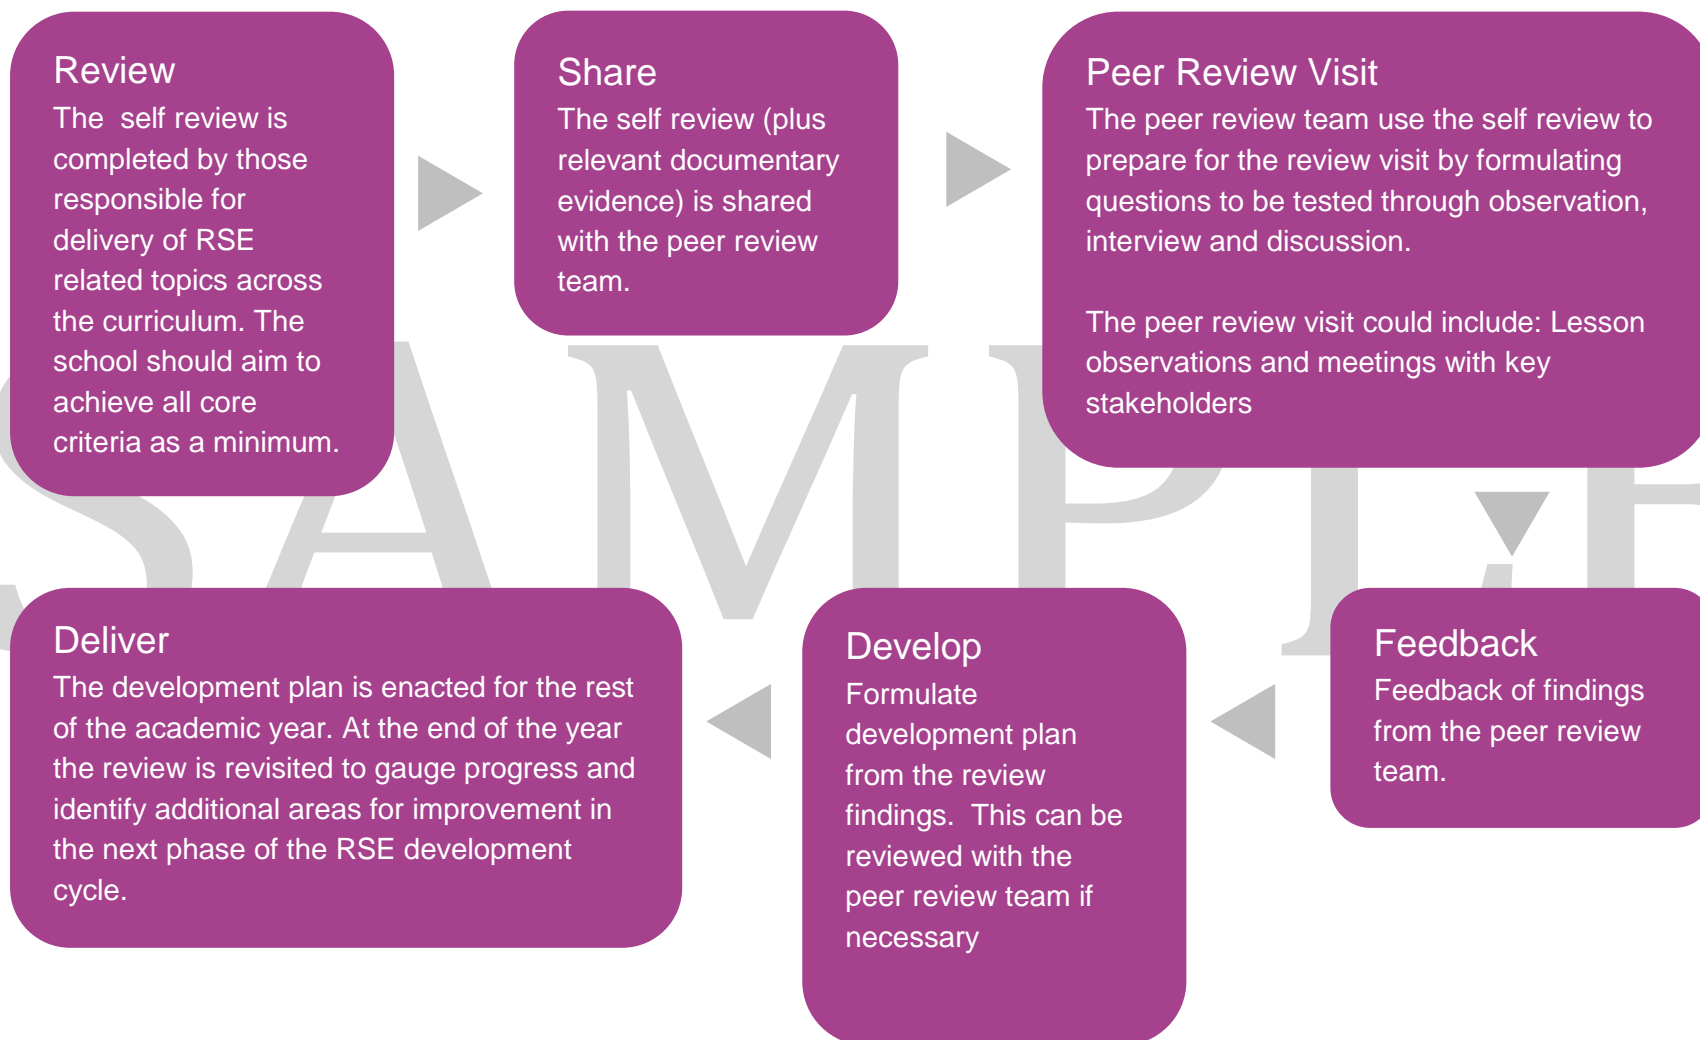 Review
The  self review is
completed by those
responsible for
delivery of RSE
related topics across
the curriculum. The
school should aim to
achieve all core
criteria as a minimum.
Share
The self review (plus
relevant documentary
evidence) is shared
with the peer review
team.
Peer Review Visit
The peer review team use the self review to
prepare for the review visit by formulating
questions to be tested through observation,
interview and discussion.
The peer review visit could include: Lesson
observations and meetings with key
stakeholders
Feedback
Feedback of findings
from the peer review
team.
Develop
Formulate
development plan
from the review
findings.  This can be
reviewed with the
peer review team if
necessary
Deliver
The development plan is enacted for the rest
of the academic year. At the end of the year
the review is revisited to gauge progress and
identify additional areas for improvement in
the next phase of the RSE development
cycle.
SAMPLE